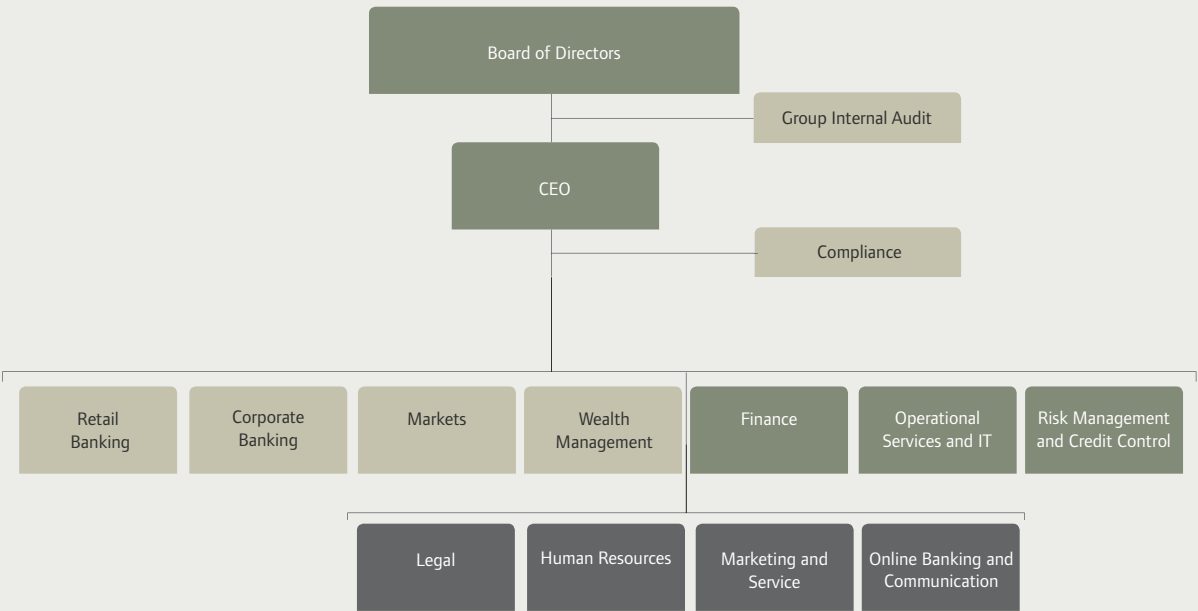 Board of Directors
Group Internal Audit
CEO
Compliance
Retail
Banking
Corporate
Banking
Markets
Wealth
Management
Finance
Operational
Services and IT
Risk Management
and Credit Control
Legal
Human Resources
Marketing and
Service
Online Banking and
Communication